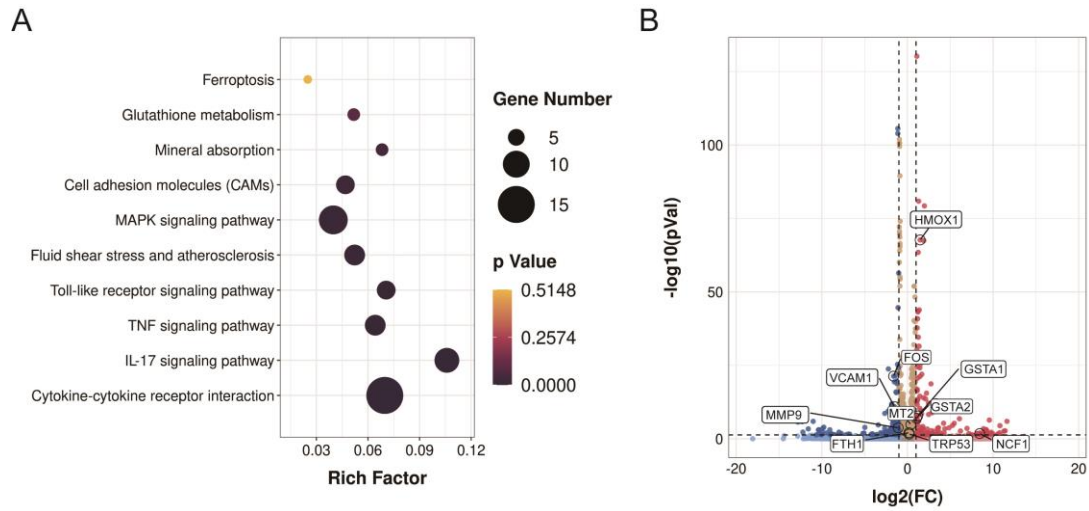 A
Ferroptosis
Glutathione metabolism
Mineral absorption
Cell adhesion molecules (CAMs)
MAPK signaling pathway
Fluid shear stress and atherosclerosis
Toll-like receptor signaling pathway
TNF signaling pathway
IL-17 signaling pathway
Cytokine-cytokine receptor interaction
0.03 0.06 0.09 0.12
Rich Factor
Gene Number
5
10
15
p Value
0.5148
0.2574
0.0000
B
-log10(pVal)
100
50
0
HMOX1
FOS
GSTA1
VCAM1
GSTA2
MT2
MMP9
FTH1
TRP53
NCF1
-20 -10 0 10 20
log2(FC)